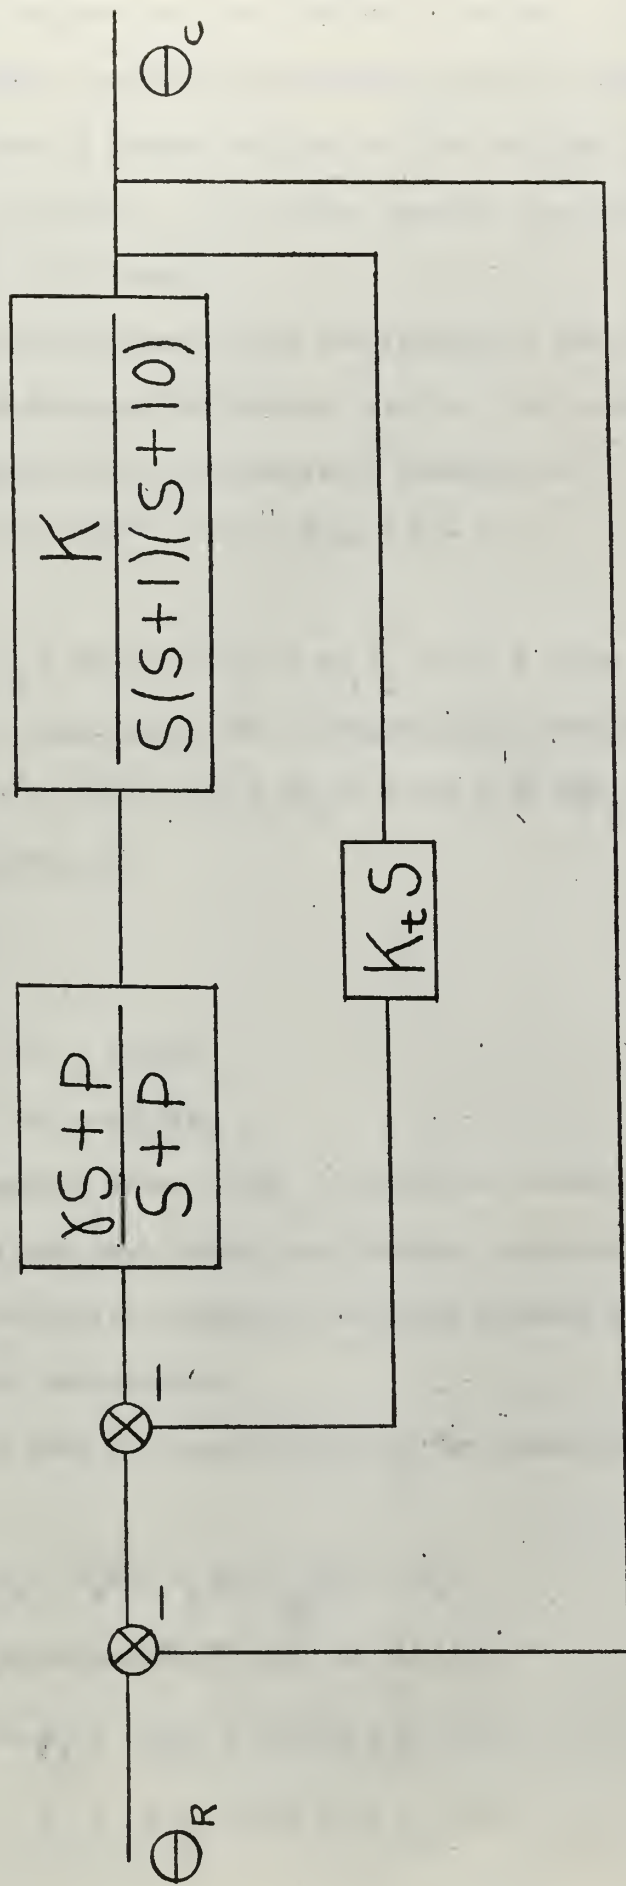 Θ_R
−
−
γS+P
S+P
K
S(S+1)(S+10)
K_tS
Θ_C